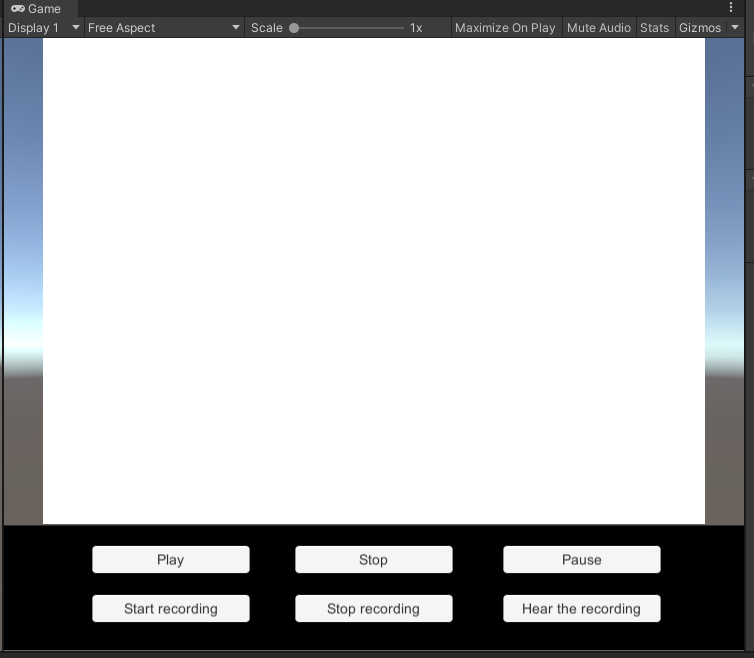 Game
Display 1 Free Aspect Scale 1x Maximize On Play Mute Audio Stats Gizmos
Play Stop Pause
Start recording Stop recording Hear the recording